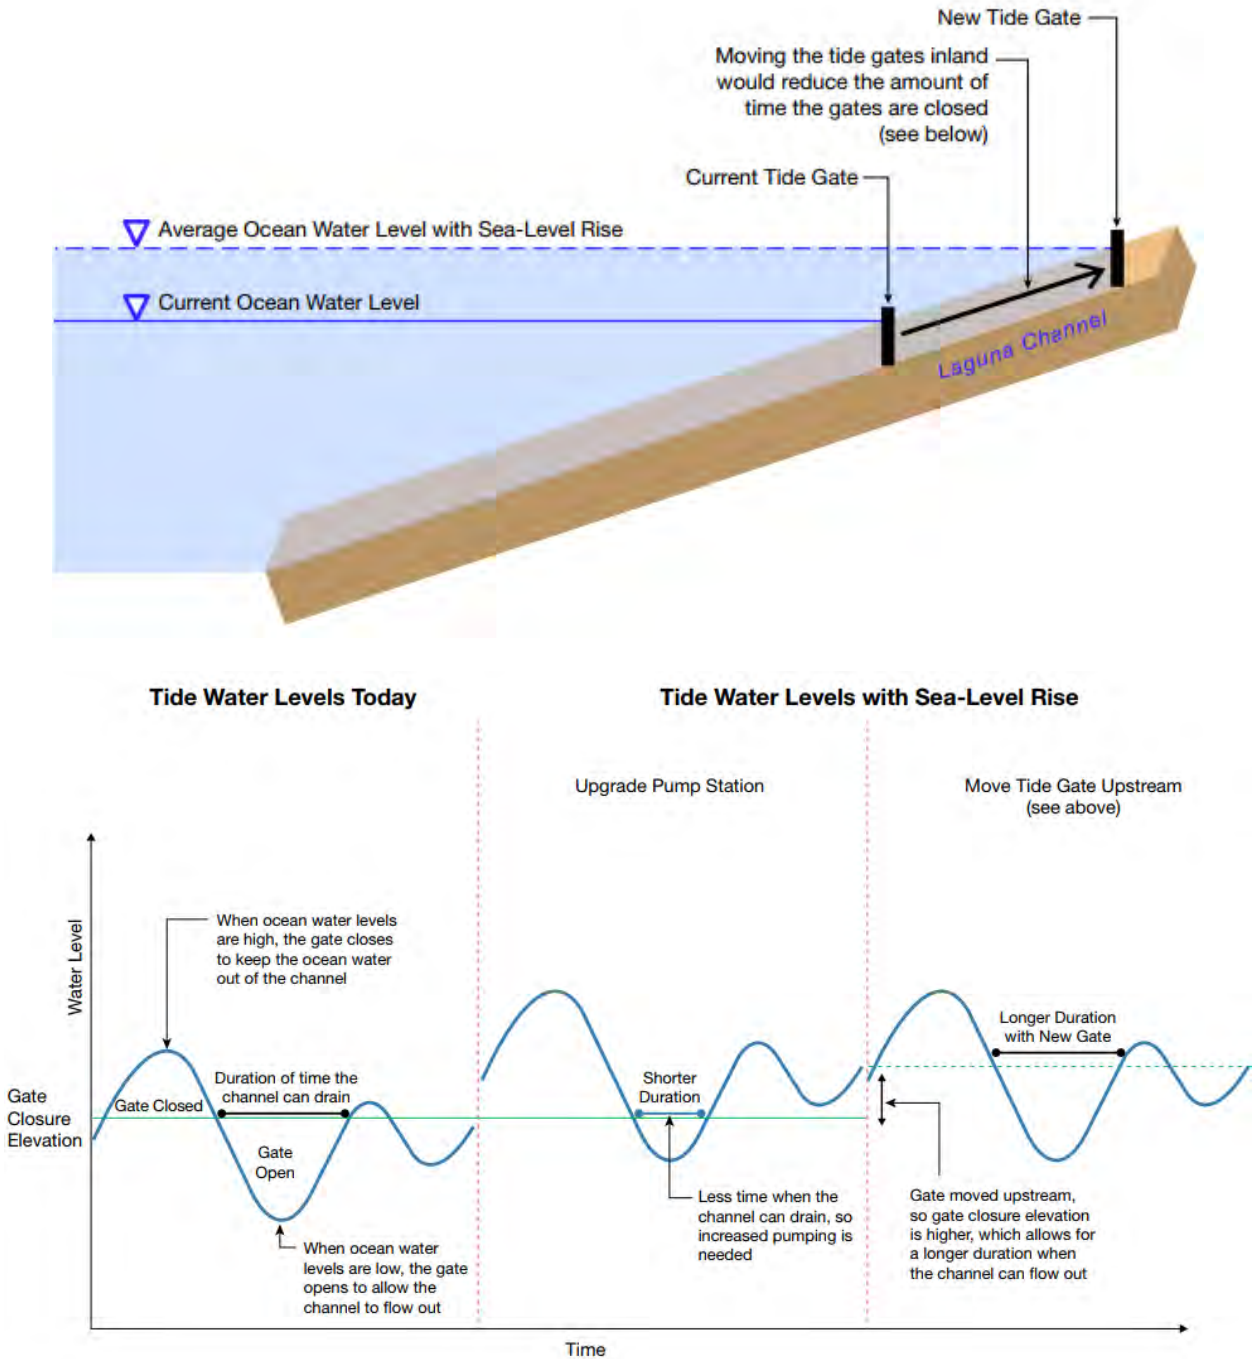 New Tide Gate
Moving the tide gates inland
would reduce the amount of
time the gates are closed
(see below)
Current Tide Gate
Average Ocean Water Level with Sea-Level Rise
Current Ocean Water Level
Laguna Channel
Tide Water Levels Today
Tide Water Levels with Sea-Level Rise
Upgrade Pump Station
Move Tide Gate Upstream
(see above)
Water Level
When ocean water levels
are high, the gate closes
to keep the ocean water
out of the channel
Longer Duration
with New Gate
Gate
Closure
Elevation
Gate Closed
Duration of time the
channel can drain
Shorter
Duration
Gate
Open
Less time when the
channel can drain, so
increased pumping is
needed
Gate moved upstream,
so gate closure elevation
is higher, which allows for
a longer duration when
the channel can flow out
When ocean water
levels are low, the gate
opens to allow the
channel to flow out
Time